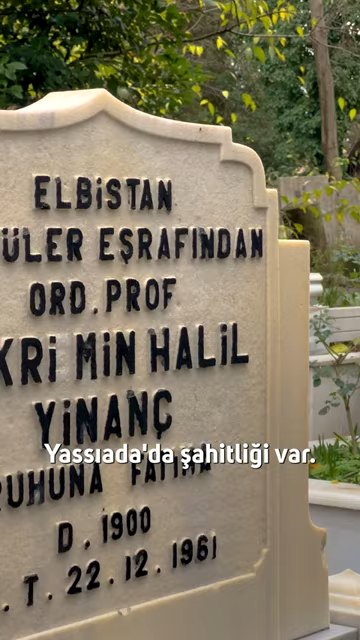 ELBİSTAN
ÜLER EŞRAFINDAN
ORD. PROF
KRİ MİN HALİL
YİNANÇ
Yassıada'da şahitliği var.
RUHUNA FATİHA
D. 1900
.T. 22.12.1961